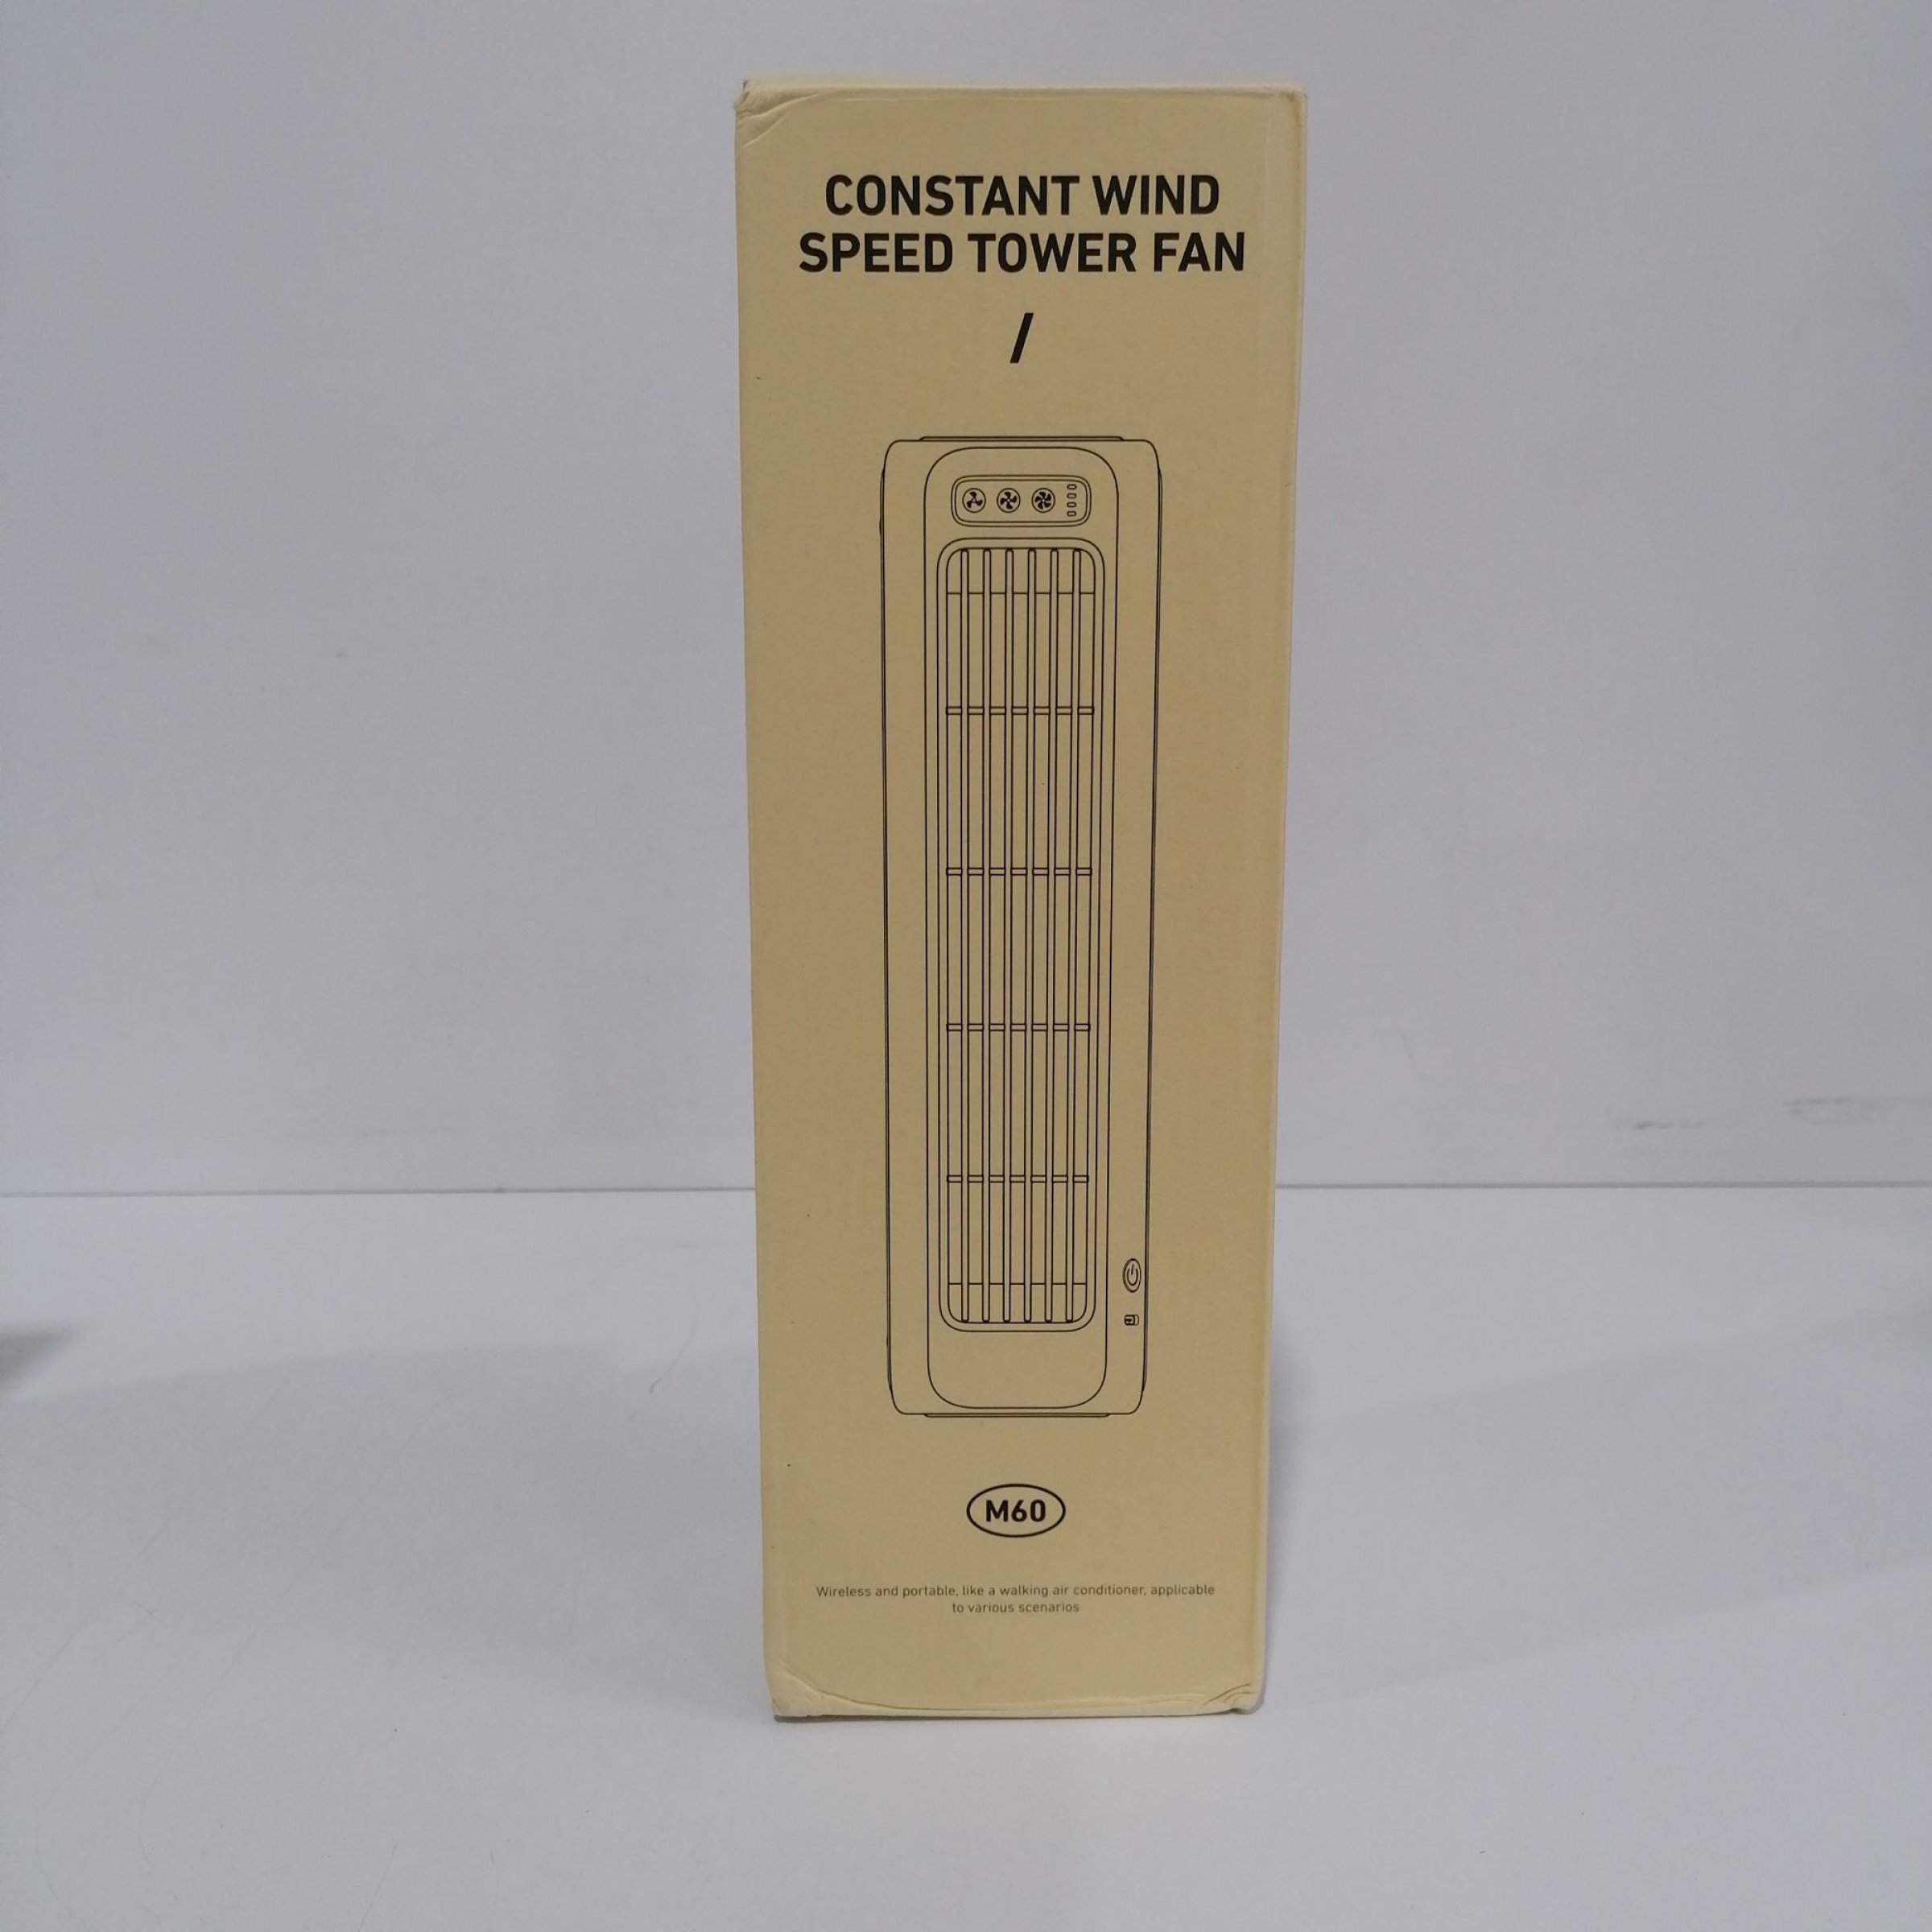 CONSTANT WIND
SPEED TOWER FAN
/
M60
Wireless and portable, like a walking air conditioner, applicable
to various scenarios